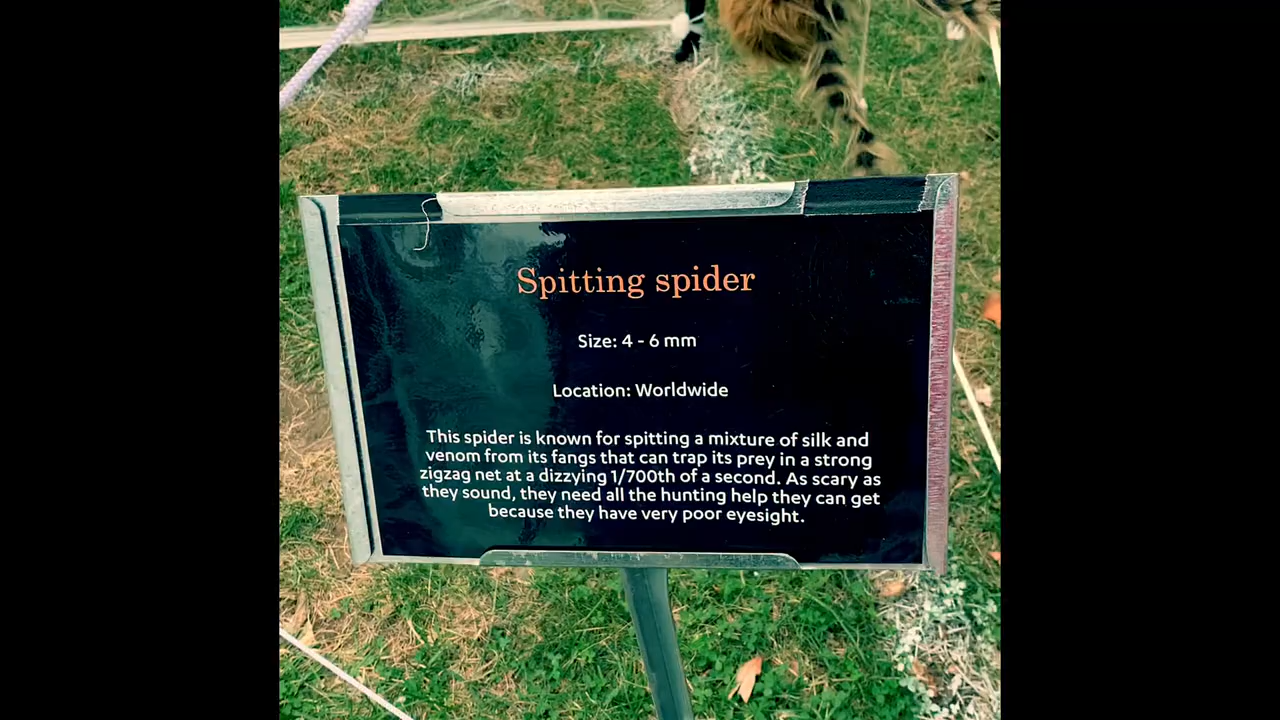 Spitting spider
Size: 4 - 6 mm
Location: Worldwide
This spider is known for spitting a mixture of silk and
venom from its fangs that can trap its prey in a strong
zigzag net at a dizzying 1/700th of a second. As scary as
they sound, they need all the hunting help they can get
because they have very poor eyesight.